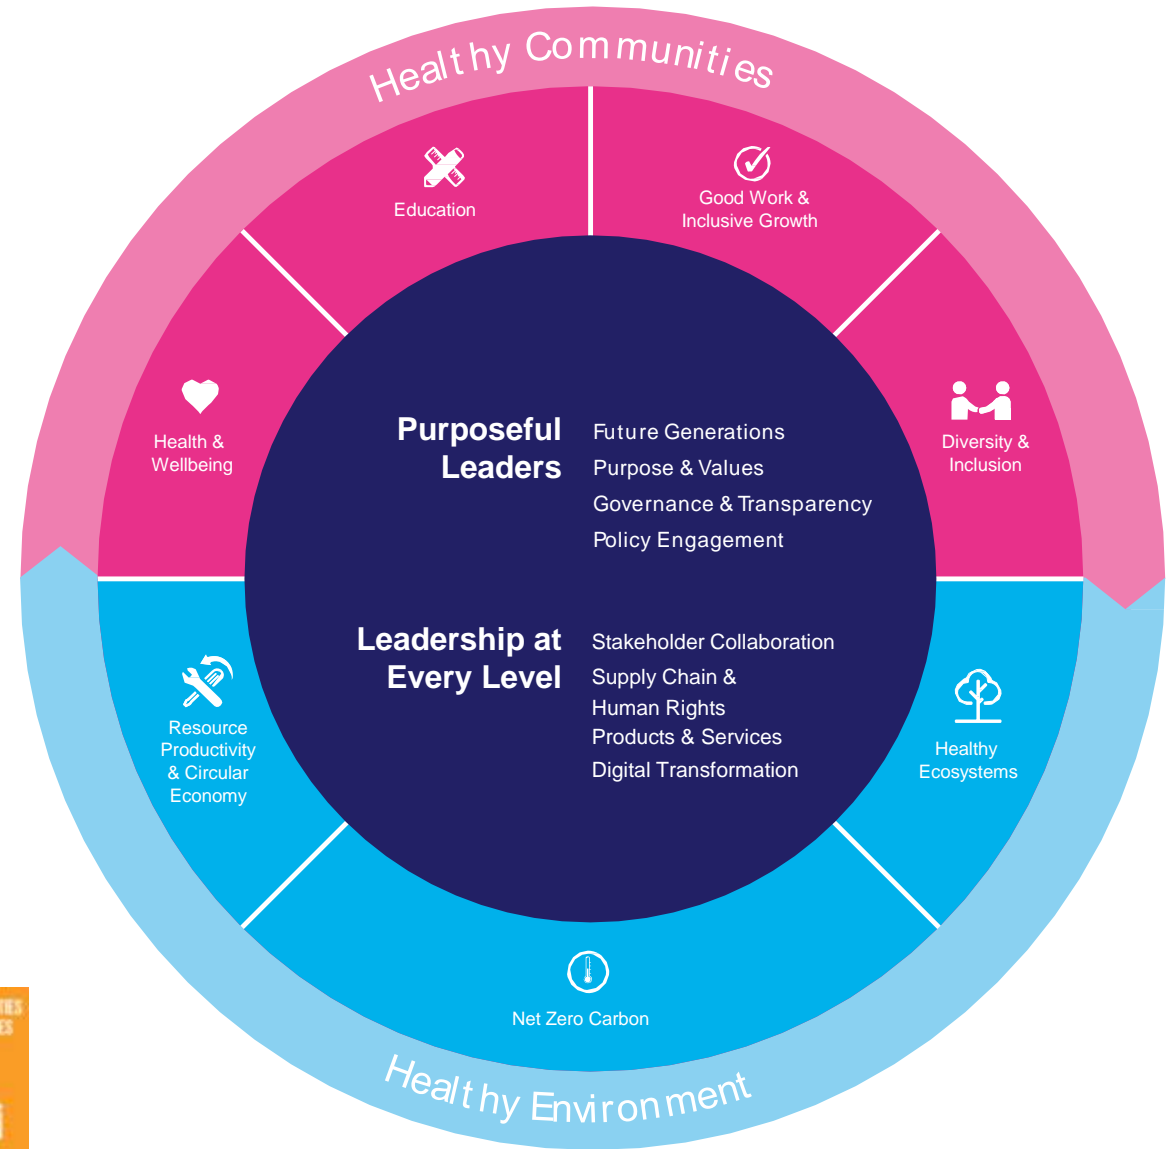 Healthy Communities
Education
Good Work &
Inclusive Growth
Health &
Wellbeing
Diversity &
Inclusion
Purposeful
Leaders
Future Generations
Purpose & Values
Governance & Transparency
Policy Engagement
Leadership at
Every Level
Stakeholder Collaboration
Supply Chain &
Human Rights
Products & Services
Digital Transformation
Resource
Productivity
& Circular
Economy
Healthy
Ecosystems
Net Zero Carbon
Healthy Environment